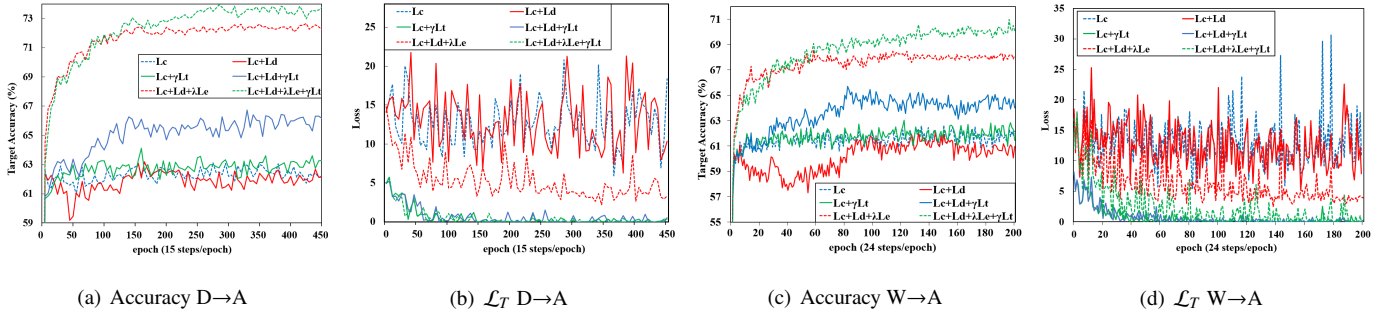 Target Accuracy (%)
75
73
71
69
67
65
63
61
59
Lc
Lc+Ld
Lc+γLt
Lc+Ld+γLt
Lc+Ld+λLe
Lc+Ld+λLe+γLt
0 50 100 150 200 250 300 350 400 450
epoch (15 steps/epoch)
(a) Accuracy D→A
Loss
25
20
15
10
5
0
Lc
Lc+Ld
Lc+γLt
Lc+Ld+γLt
Lc+Ld+λLe
Lc+Ld+λLe+γLt
0 50 100 150 200 250 300 350 400 450
epoch (15 steps/epoch)
(b) ℒT D→A
Target Accuracy (%)
71
69
67
65
63
61
59
57
55
Lc
Lc+Ld
Lc+γLt
Lc+Ld+γLt
Lc+Ld+λLe
Lc+Ld+λLe+γLt
0 20 40 60 80 100 120 140 160 180 200
epoch (24 steps/epoch)
(c) Accuracy W→A
Loss
35
30
25
20
15
10
5
0
Lc
Lc+Ld
Lc+γLt
Lc+Ld+γLt
Lc+Ld+λLe
Lc+Ld+λLe+γLt
0 20 40 60 80 100 120 140 160 180 200
epoch (24 steps/epoch)
(d) ℒT W→A